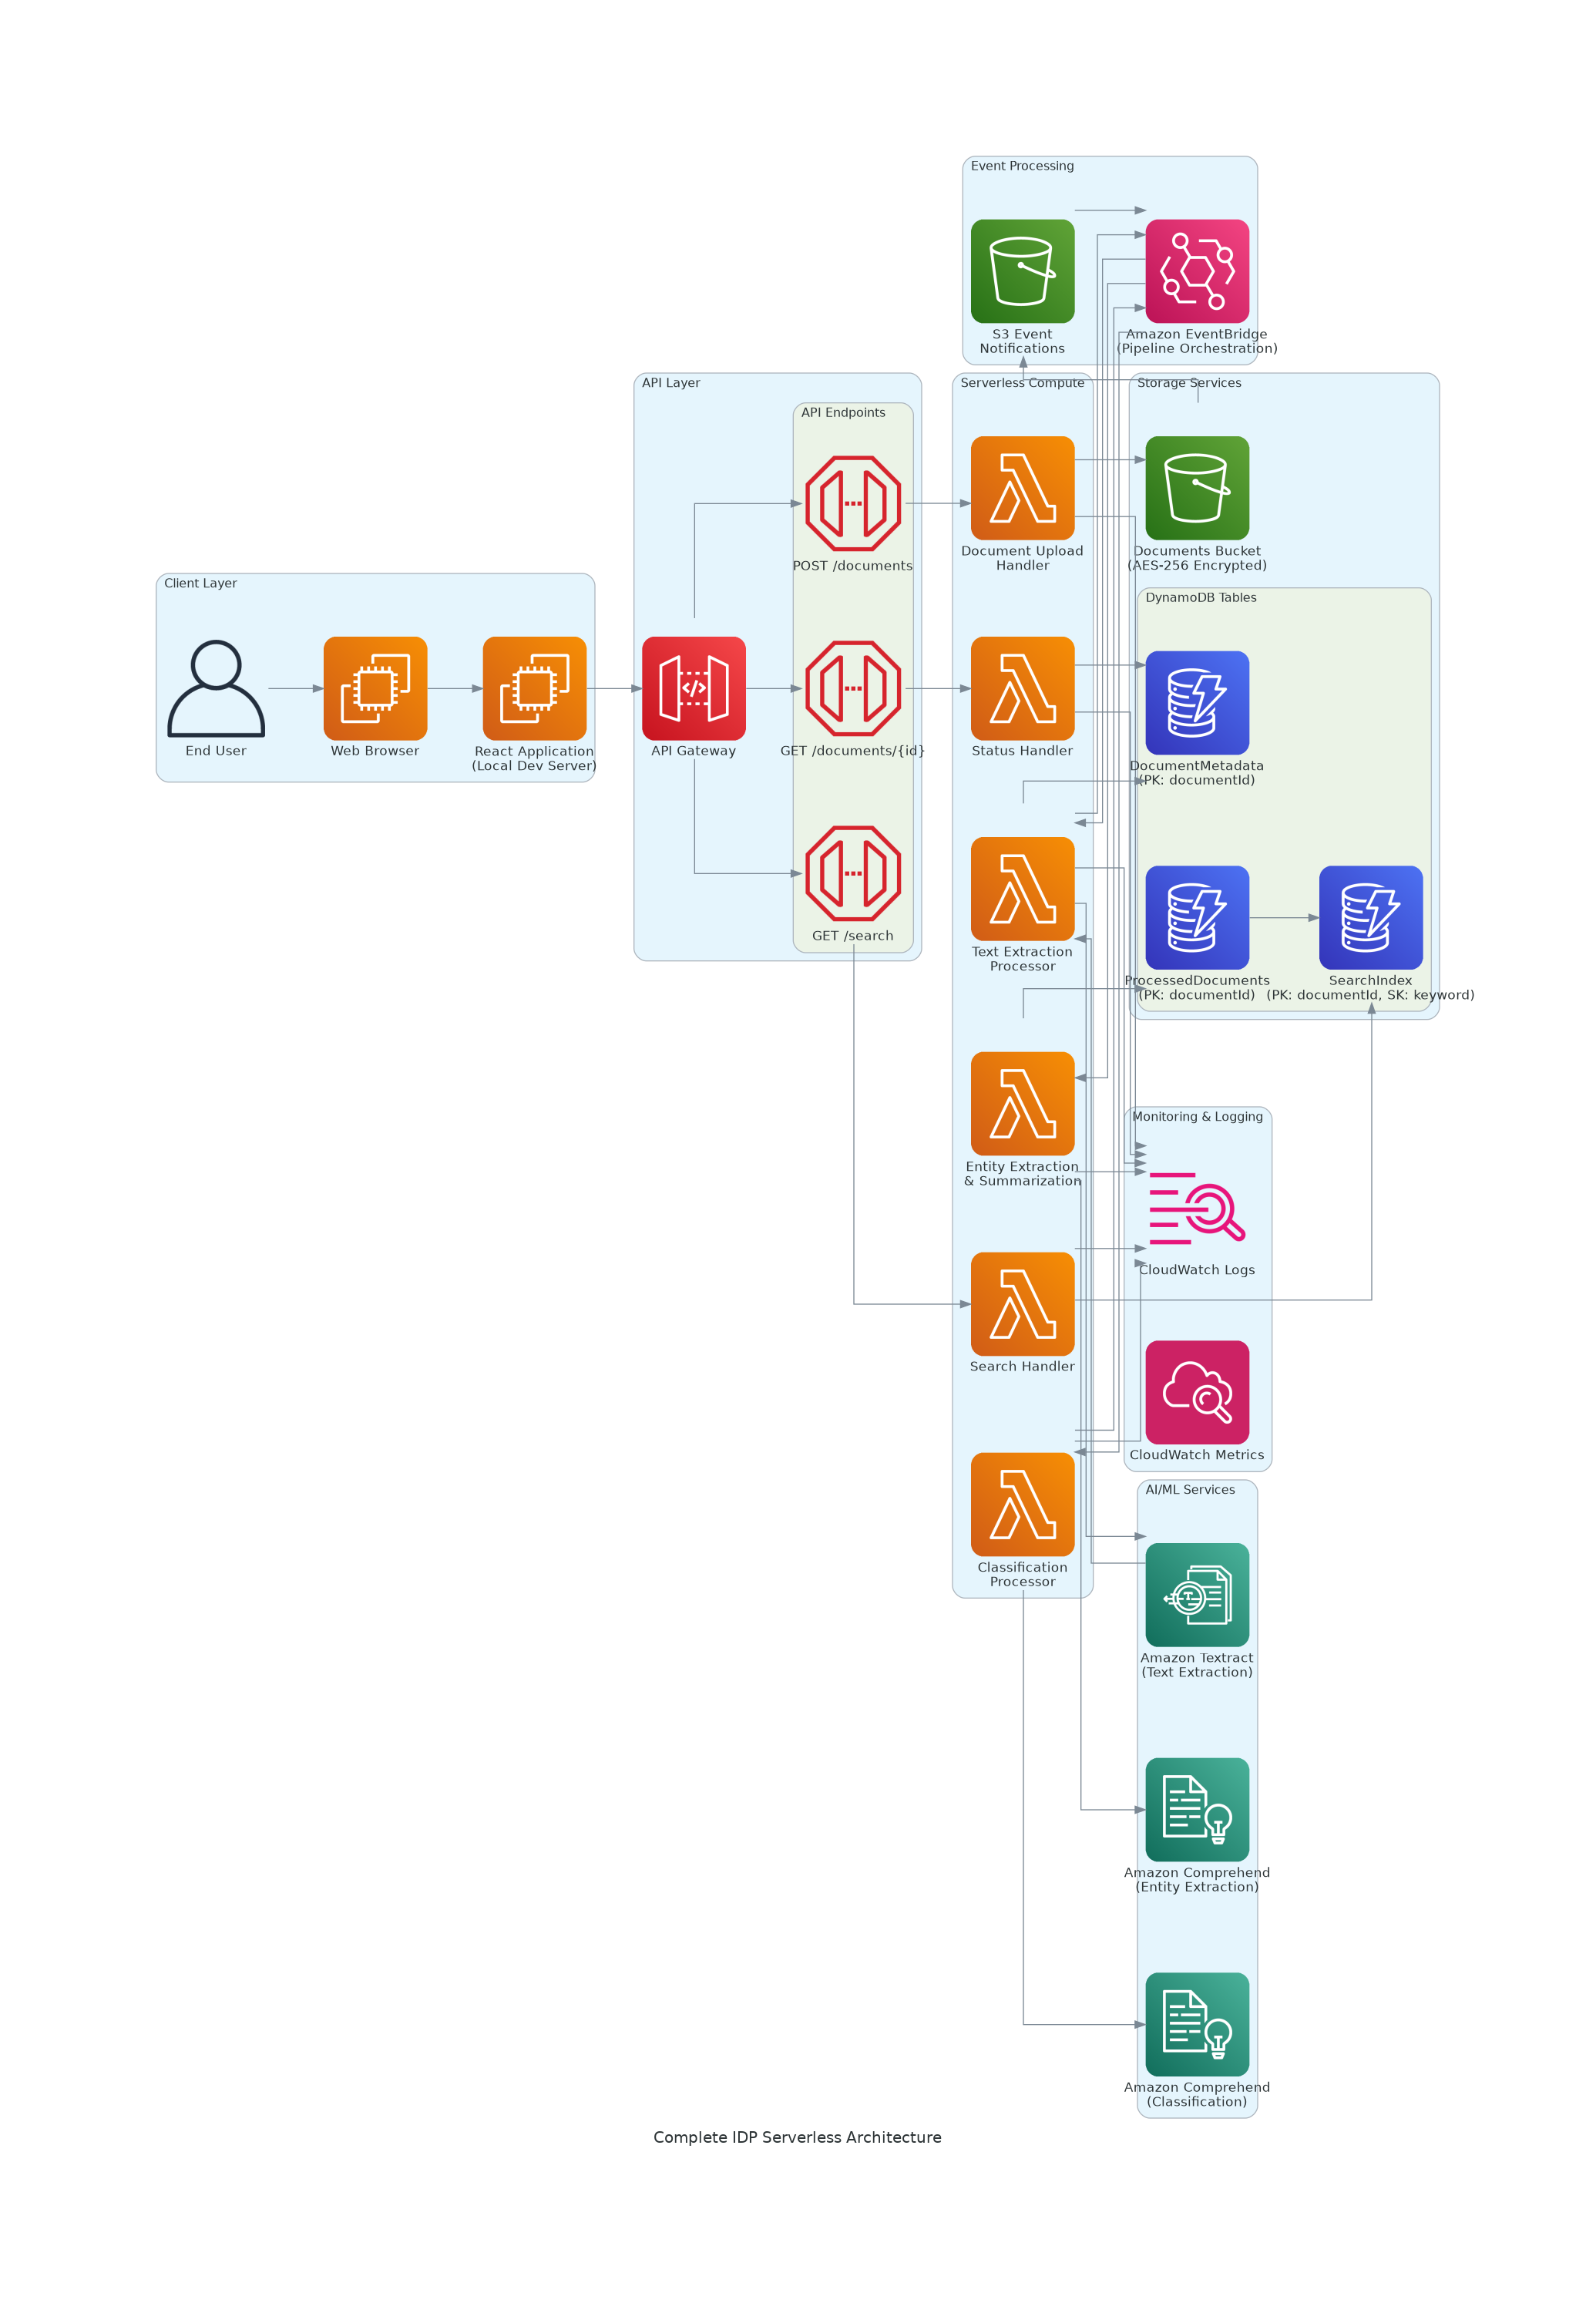 Event Processing
S3 Event
Notifications
Amazon EventBridge
(Pipeline Orchestration)
Client Layer
End User
Web Browser
React Application
(Local Dev Server)
API Layer
API Gateway
API Endpoints
POST /documents
GET /documents/{id}
GET /search
Serverless Compute
Document Upload
Handler
Status Handler
Text Extraction
Processor
Entity Extraction
& Summarization
Search Handler
Classification
Processor
Storage Services
Documents Bucket
(AES-256 Encrypted)
DynamoDB Tables
DocumentMetadata
(PK: documentId)
ProcessedDocuments
(PK: documentId)
SearchIndex
(PK: documentId, SK: keyword)
Monitoring & Logging
CloudWatch Logs
CloudWatch Metrics
AI/ML Services
Amazon Textract
(Text Extraction)
Amazon Comprehend
(Entity Extraction)
Amazon Comprehend
(Classification)
Complete IDP Serverless Architecture